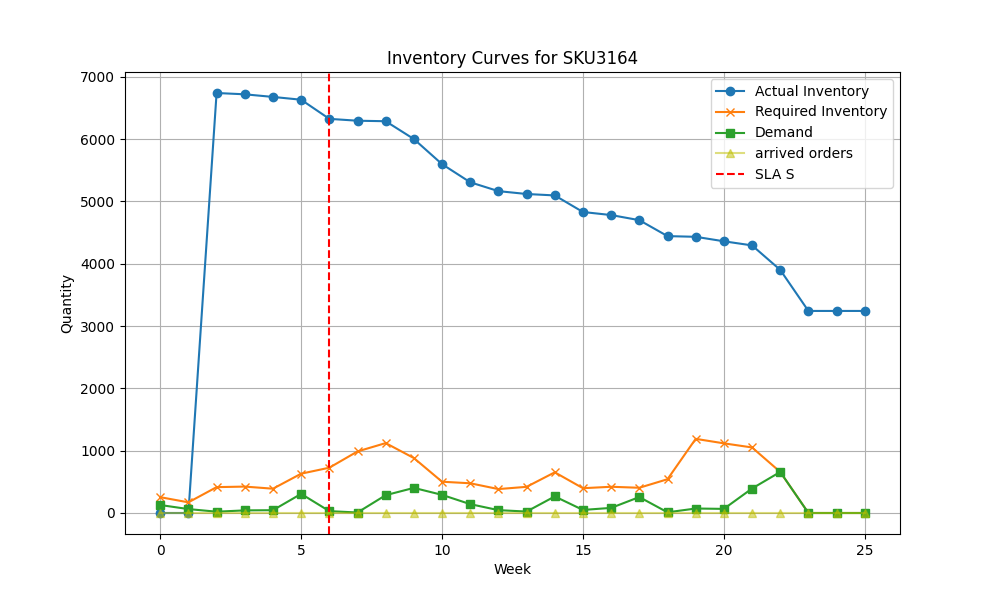 Inventory Curves for SKU3164
7000
6000
5000
4000
3000
2000
1000
0
Quantity
Actual Inventory
Required Inventory
Demand
arrived orders
SLA S
0 5 10 15 20 25
Week